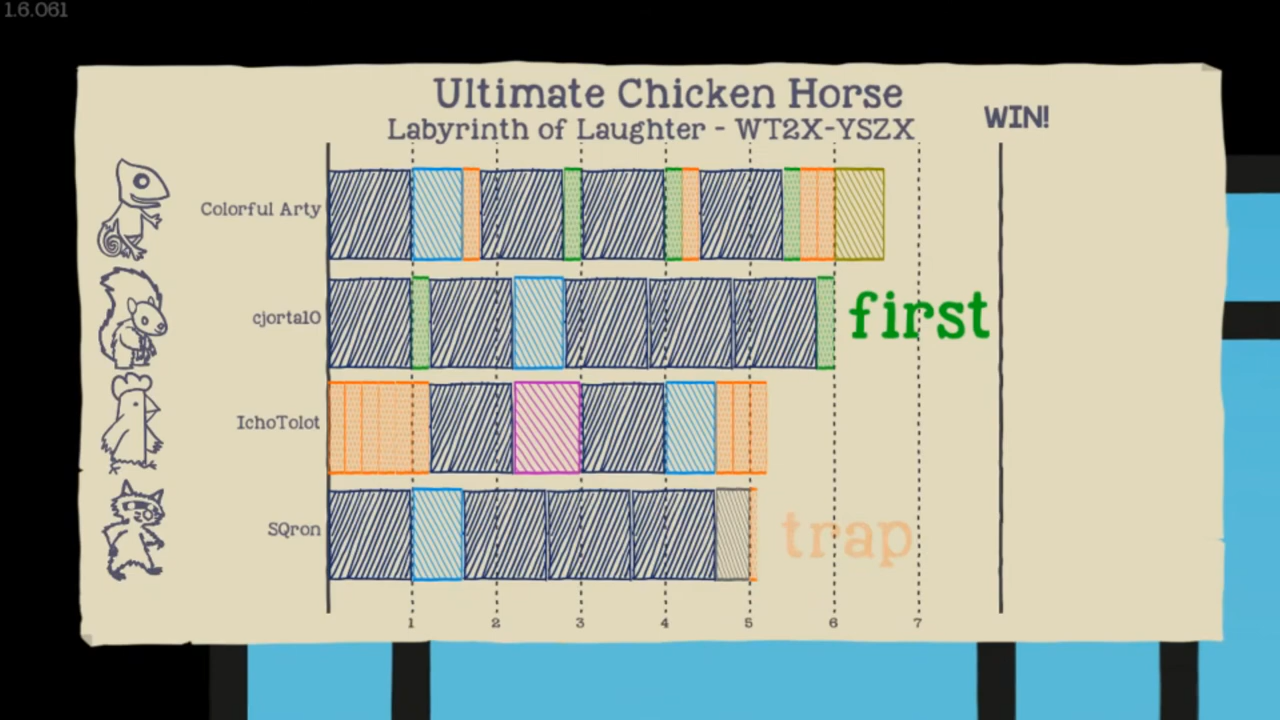 1.6.061
Ultimate Chicken Horse
Labyrinth of Laughter - WT2X-YSZX
WIN!
Colorful Arty
cjorta10
first
IchoTolot
SQron
trap
1 2 3 4 5 6 7